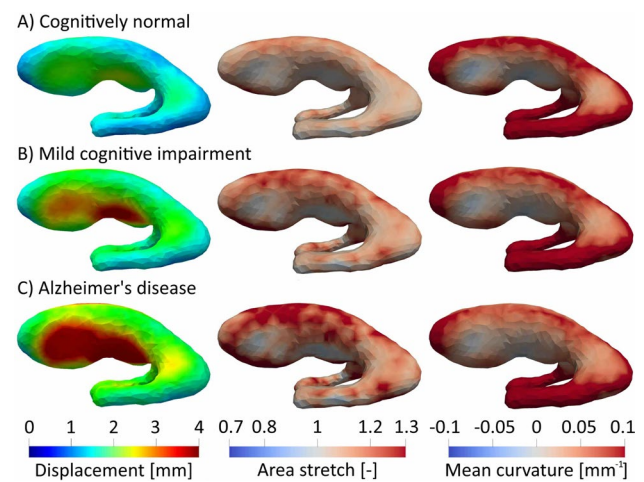 A) Cognitively normal
B) Mild cognitive impairment
C) Alzheimer's disease
0 1 2 3 4
Displacement [mm]
0.7 0.8 1 1.2 1.3
Area stretch [-]
-0.1 -0.05 0 0.05 0.1
Mean curvature [mm⁻¹]